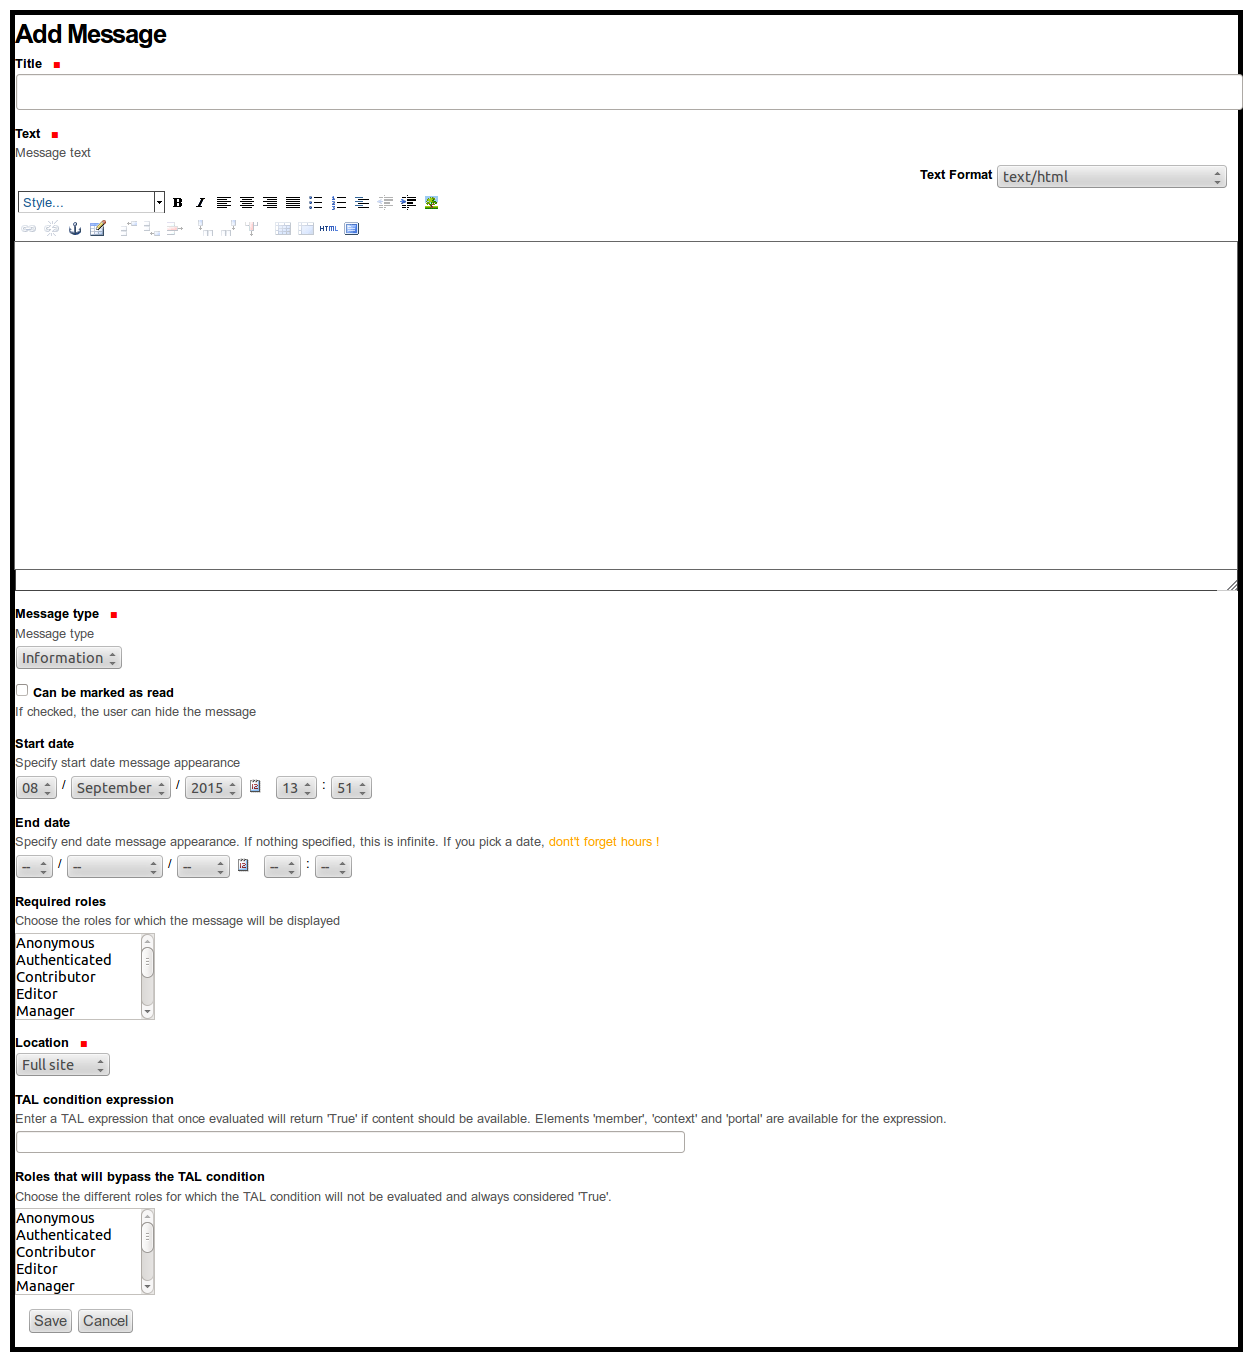 Add Message
Title
Text
Message text
Text Format text/html
Style...
HTML
Message type
Message type
Information
Can be marked as read
If checked, the user can hide the message
Start date
Specify start date message appearance
08 / September / 2015 13 : 51
End date
Specify end date message appearance. If nothing specified, this is infinite. If you pick a date, dont't forget hours !
-- / -- / -- -- : --
Required roles
Choose the roles for which the message will be displayed
Anonymous
Authenticated
Contributor
Editor
Manager
Location
Full site
TAL condition expression
Enter a TAL expression that once evaluated will return 'True' if content should be available. Elements 'member', 'context' and 'portal' are available for the expression.
Roles that will bypass the TAL condition
Choose the different roles for which the TAL condition will not be evaluated and always considered 'True'.
Anonymous
Authenticated
Contributor
Editor
Manager
Save Cancel